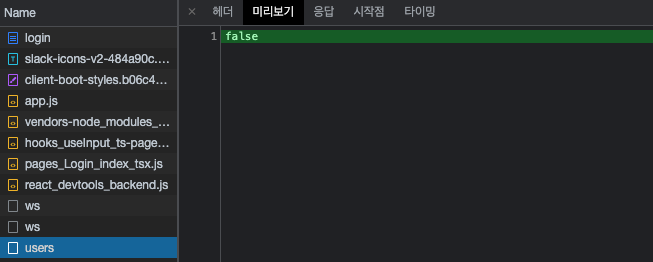 Name
× 헤더 미리보기 응답 시작점 타이밍
login
slack-icons-v2-484a90c....
client-boot-styles.b06c4...
app.js
vendors-node_modules_...
hooks_useInput_ts-page...
pages_Login_index_tsx.js
react_devtools_backend.js
ws
ws
users
1 false